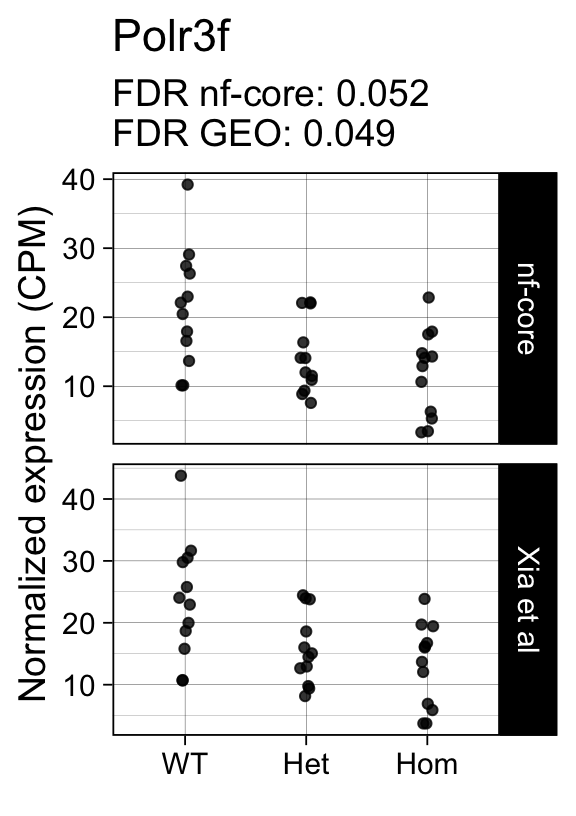 Polr3f
FDR nf-core: 0.052
FDR GEO: 0.049
Normalized expression (CPM)
40
30
20
10
nf-core
40
30
20
10
Xia et al
WT Het Hom